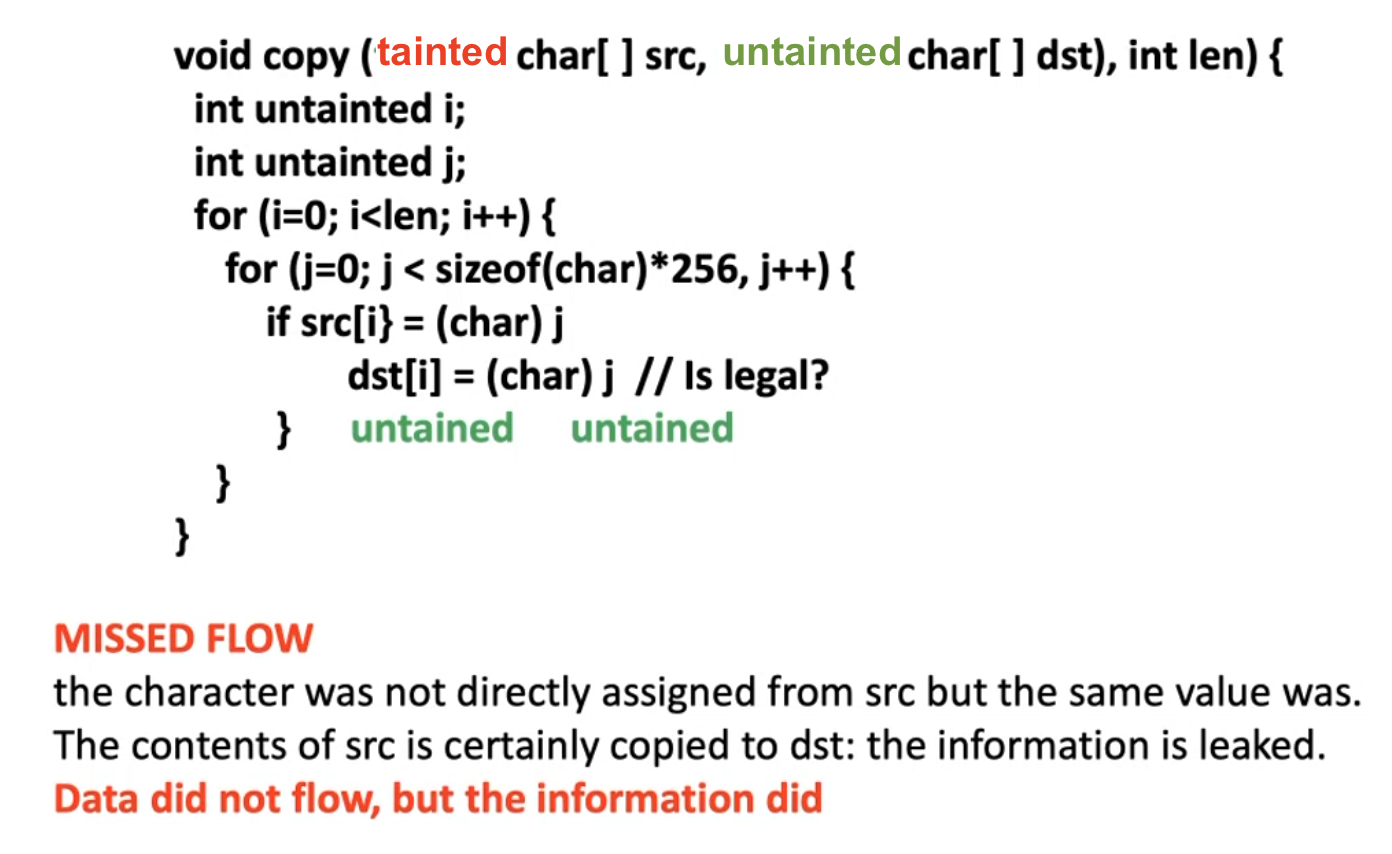 void copy (tainted char[ ] src, untainted char[ ] dst), int len) {
int untainted i;
int untainted j;
for (i=0; i<len; i++) {
for (j=0; j < sizeof(char)*256, j++) {
if src[i} = (char) j
dst[i] = (char) j // Is legal?
} untained untained
}
}
MISSED FLOW
the character was not directly assigned from src but the same value was.
The contents of src is certainly copied to dst: the information is leaked.
Data did not flow, but the information did